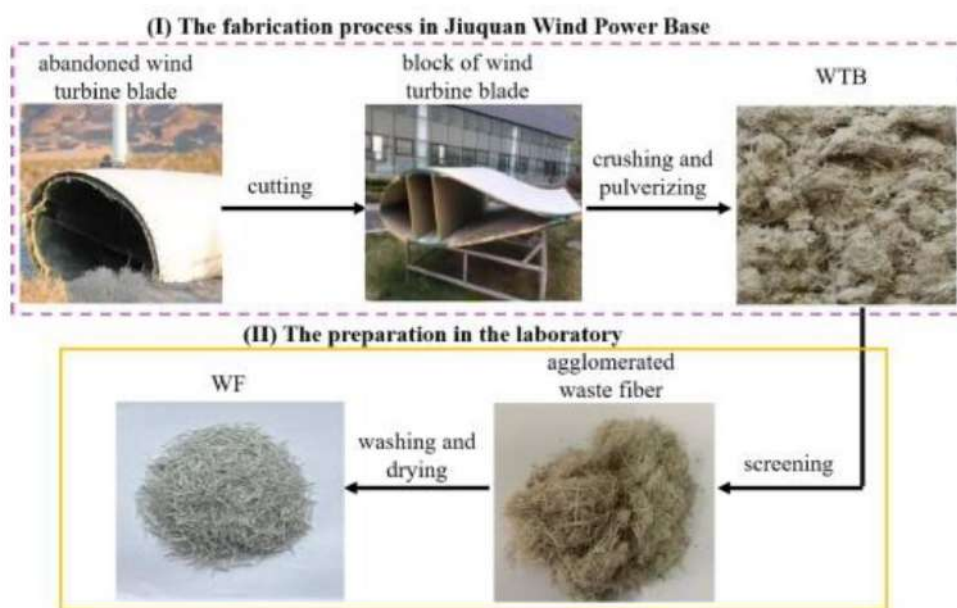 (I) The fabrication process in Jiuquan Wind Power Base
abandoned wind
turbine blade
cutting
block of wind
turbine blade
crushing and
pulverizing
WTB
(II) The preparation in the laboratory
screening
agglomerated
waste fiber
washing and
drying
WF